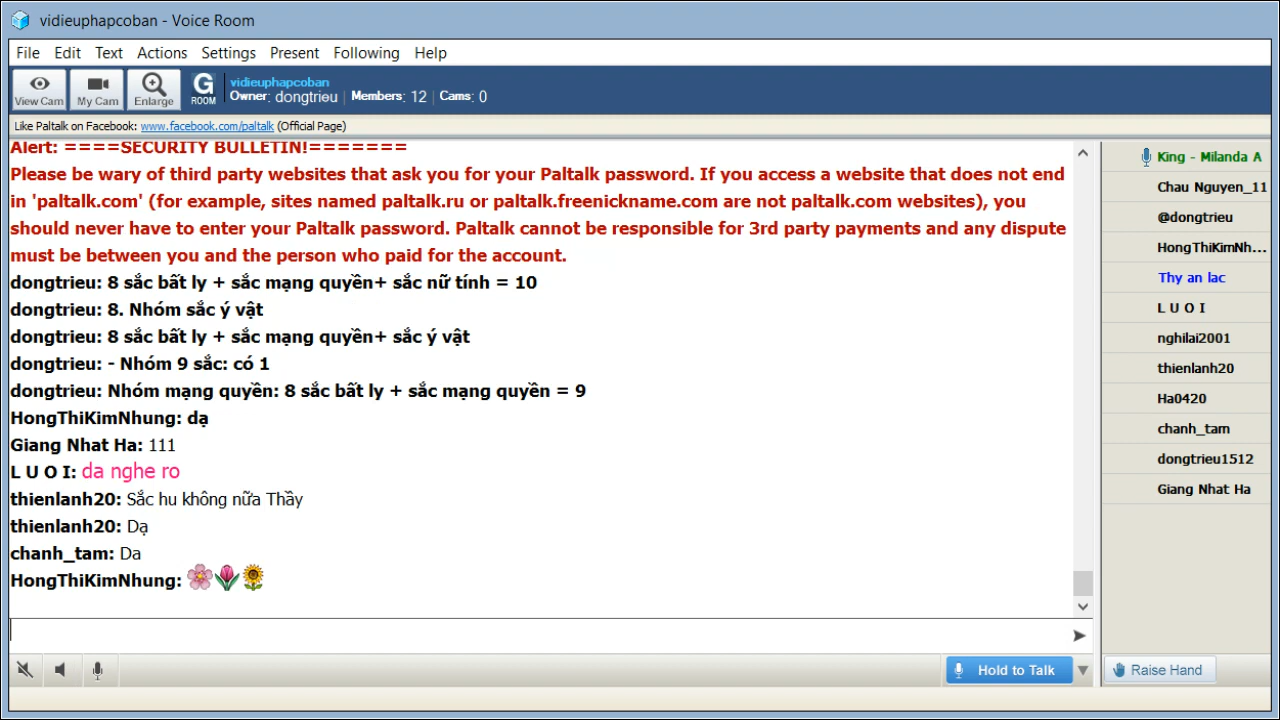 vidieuphapcoban - Voice Room
File Edit Text Actions Settings Present Following Help
View Cam
My Cam
Enlarge
G ROOM
vidieuphapcoban
Owner: dongtrieu | Members: 12 | Cams: 0
Like Paltalk on Facebook: www.facebook.com/paltalk (Official Page)
Alert: ====SECURITY BULLETIN!=======
Please be wary of third party websites that ask you for your Paltalk password. If you access a website that does not end
in 'paltalk.com' (for example, sites named paltalk.ru or paltalk.freenickname.com are not paltalk.com websites), you
should never have to enter your Paltalk password. Paltalk cannot be responsible for 3rd party payments and any dispute
must be between you and the person who paid for the account.
dongtrieu: 8 sắc bất ly + sắc mạng quyền+ sắc nữ tính = 10
dongtrieu: 8. Nhóm sắc ý vật
dongtrieu: 8 sắc bất ly + sắc mạng quyền+ sắc ý vật
dongtrieu: - Nhóm 9 sắc: có 1
dongtrieu: Nhóm mạng quyền: 8 sắc bất ly + sắc mạng quyền = 9
HongThiKimNhung: dạ
Giang Nhat Ha: 111
L U O I: da nghe ro
thienlanh20: Sắc hu không nữa Thầy
thienlanh20: Dạ
chanh_tam: Da
HongThiKimNhung:
Hold to Talk
King - Milanda A
Chau Nguyen_11
@dongtrieu
HongThiKimNh...
Thy an lac
L U O I
nghilai2001
thienlanh20
Ha0420
chanh_tam
dongtrieu1512
Giang Nhat Ha
Raise Hand